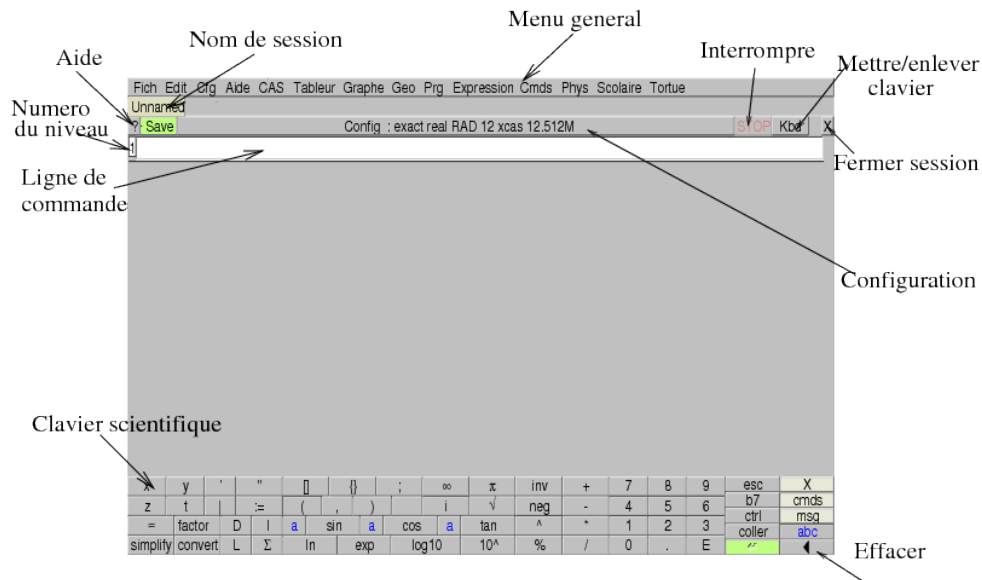 Menu general
Nom de session
Interrompre
Aide
Mettre/enlever
clavier
Fich Edit Cfg Aide CAS Tableur Graphe Geo Prg Expression Cmds Phys Scolaire Tortue
Numero
du niveau
Unnamed
? Save Config : exact real RAD 12 xcas 12.512M STOP Kbd X
1
Fermer session
Ligne de
commande
Configuration
Clavier scientifique
x y ' " [] {} ; ∞ π inv + 7 8 9 esc X
z t | := ( , ) i √ neg - 4 5 6 b7 cmds
ctrl msg
= factor D I a sin a cos a tan ^ * 1 2 3 coller abc
simplify convert L Σ ln exp log10 10^ % / 0 . E
Effacer